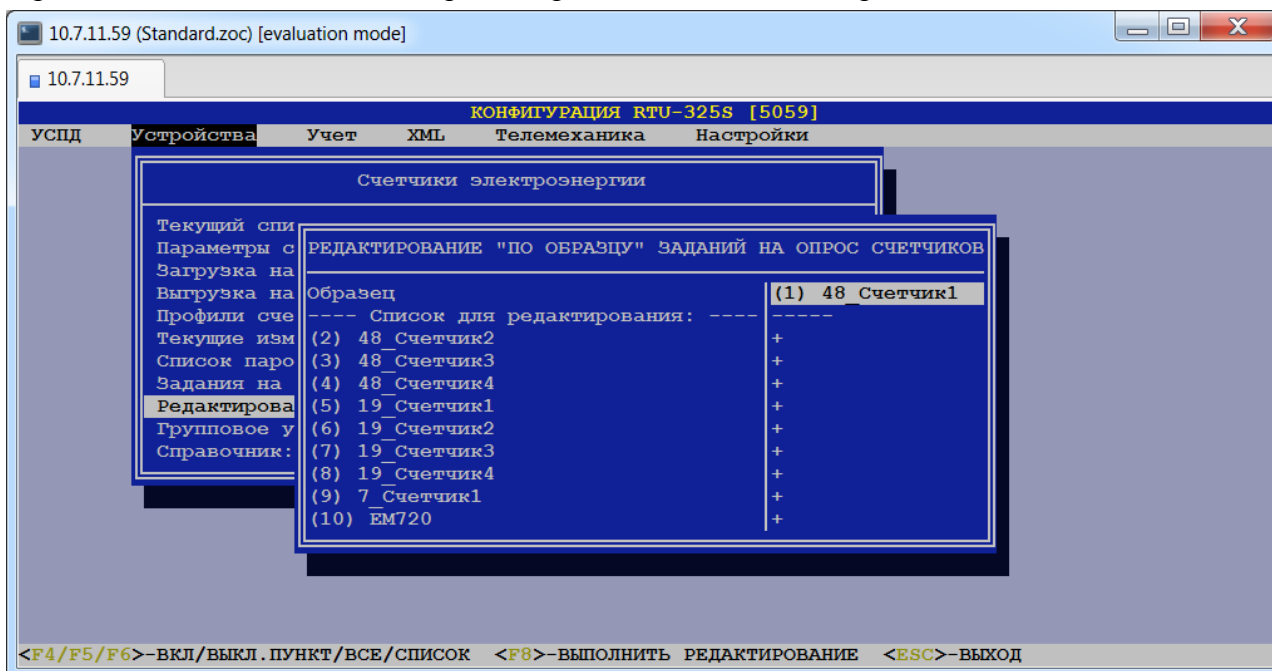 10.7.11.59 (Standard.zoc) [evaluation mode]
10.7.11.59
КОНФИГУРАЦИЯ RTU-325S [5059]
УСПД Устройства Учет XML Телемеханика Настройки
Счетчики электроэнергии
Текущий спи
Параметры с
Загрузка на
Выгрузка на
Профили сче
Текущие изм
Список паро
Задания на
Редактирова
Групповое у
Справочник:
РЕДАКТИРОВАНИЕ "ПО ОБРАЗЦУ" ЗАДАНИЙ НА ОПРОС СЧЕТЧИКОВ
Образец (1) 48_Счетчик1
---- Список для редактирования: ---- -----
(2) 48_Счетчик2 +
(3) 48_Счетчик3 +
(4) 48_Счетчик4 +
(5) 19_Счетчик1 +
(6) 19_Счетчик2 +
(7) 19_Счетчик3 +
(8) 19_Счетчик4 +
(9) 7_Счетчик1 +
(10) EM720 +
<F4/F5/F6>-ВКЛ/ВЫКЛ.ПУНКТ/ВСЕ/СПИСОК <F8>-ВЫПОЛНИТЬ РЕДАКТИРОВАНИЕ <ESC>-ВЫХОД